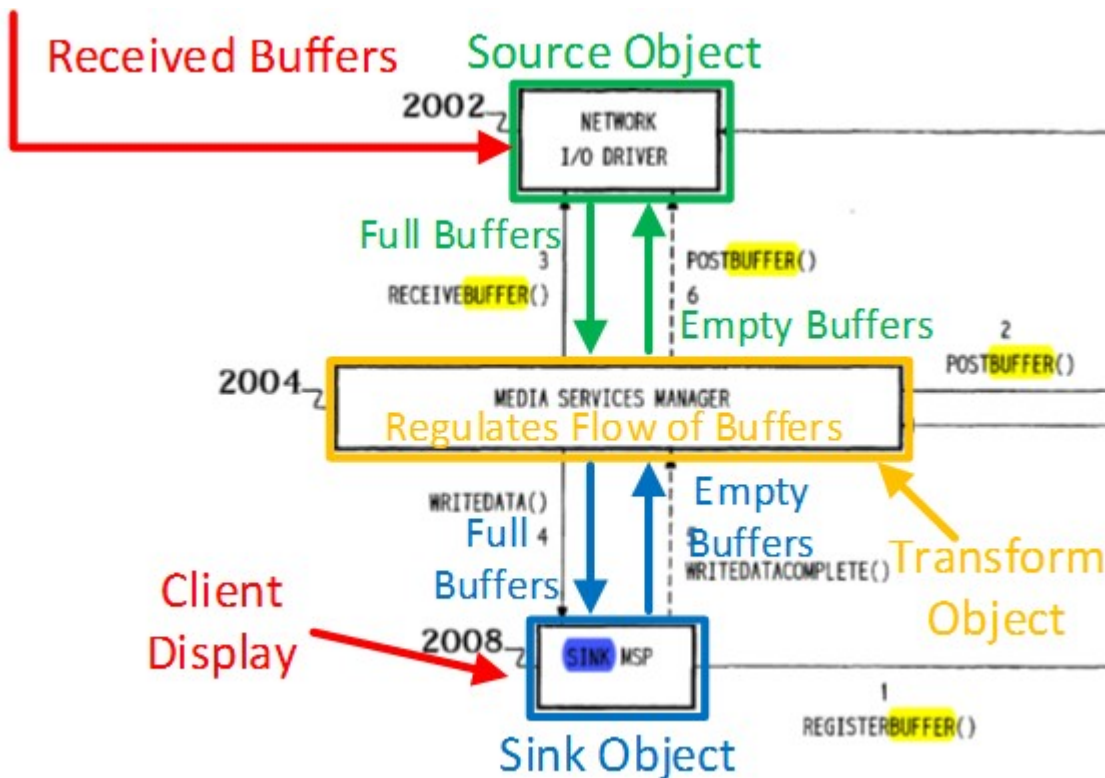 Received Buffers
Source Object
2002
NETWORK
I/O DRIVER
Full Buffers
3
RECEIVEBUFFER()
POSTBUFFER()
6
Empty Buffers
2
POSTBUFFER()
2004
MEDIA SERVICES MANAGER
Regulates Flow of Buffers
WRITEDATA()
Full
4
Buffers
Empty
5
Buffers
WRITEDATACOMPLETE()
Transform
Object
Client
Display
2008
SINK MSP
1
REGISTERBUFFER()
Sink Object